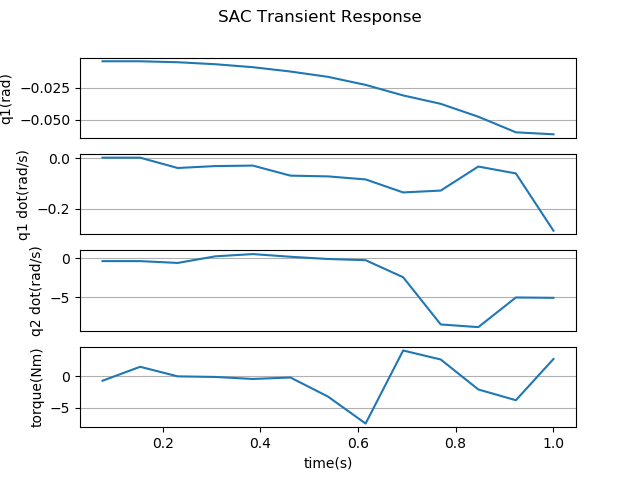 SAC Transient Response
q1(rad)
−0.025
−0.050
q1 dot(rad/s)
0.0
−0.2
q2 dot(rad/s)
0
−5
torque(Nm)
0
−5
0.2 0.4 0.6 0.8 1.0
time(s)